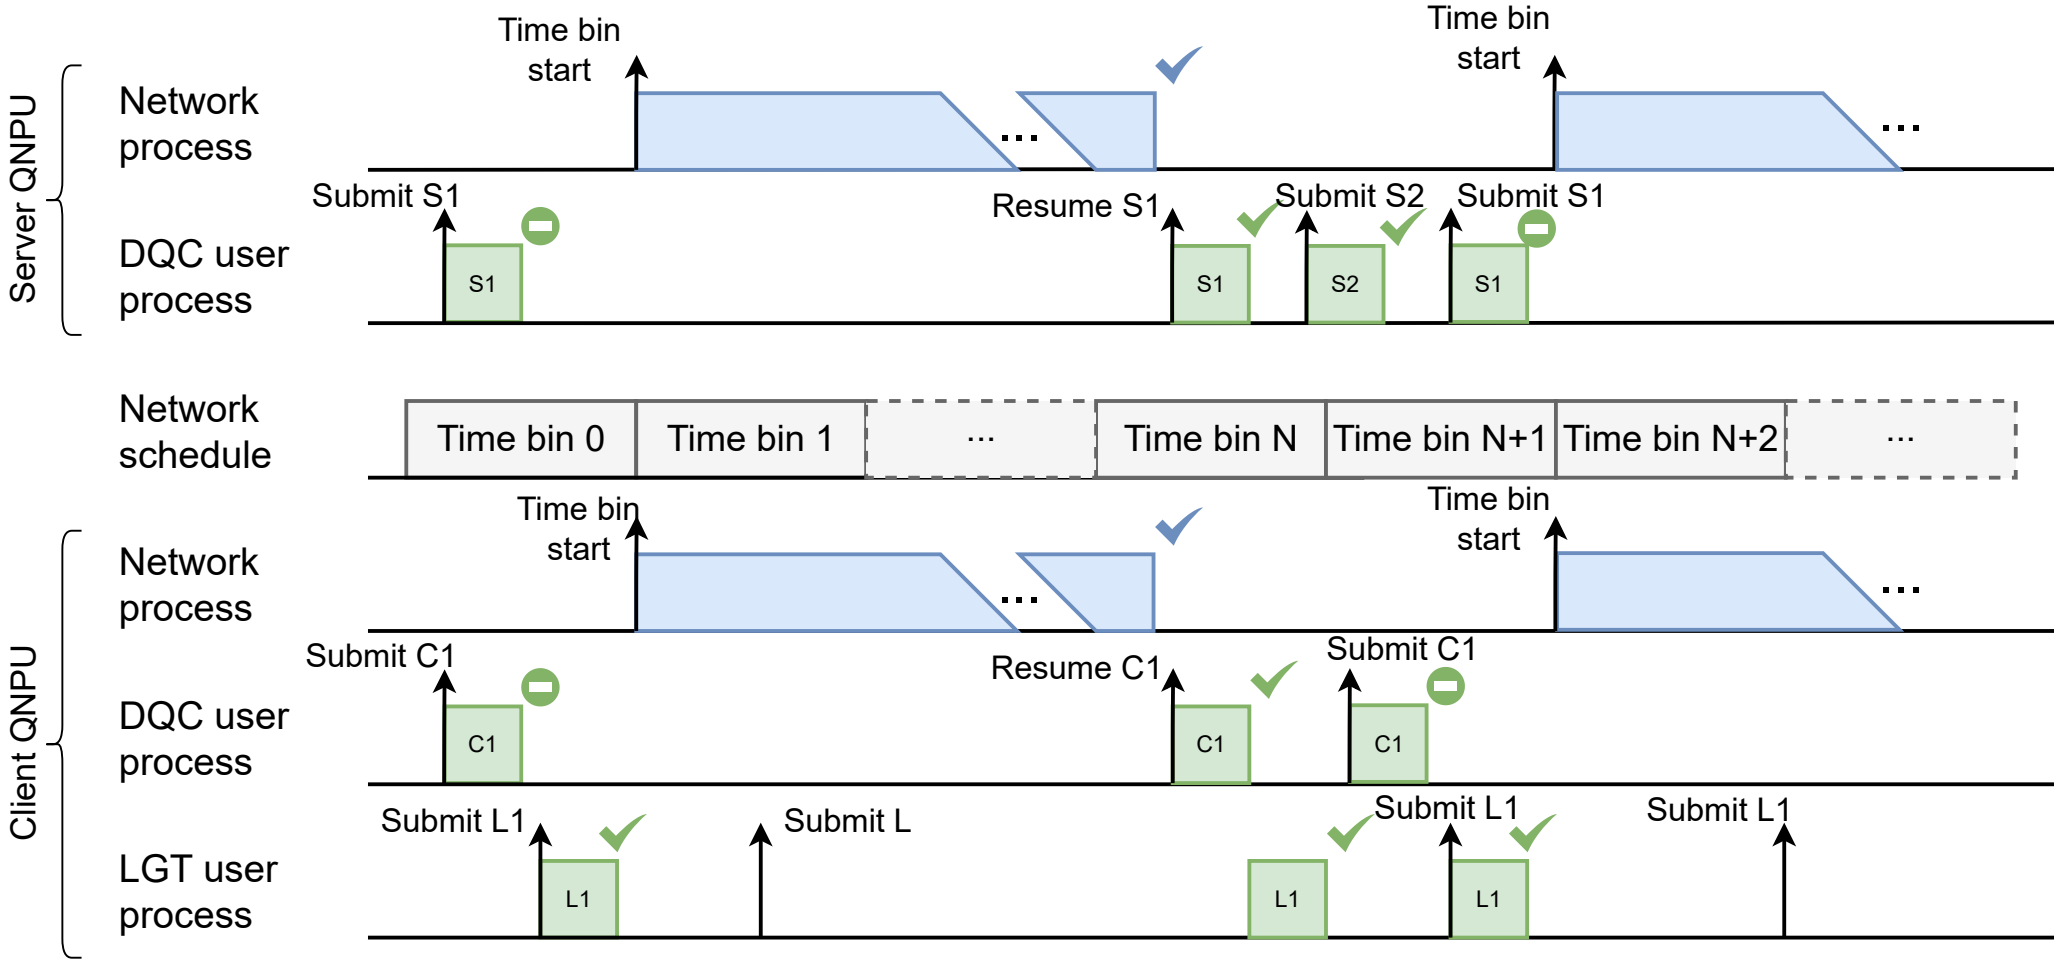 Time bin
start
Time bin
start
Server QNPU
Network
process
...
...
Submit S1
Resume S1
Submit S2
Submit S1
DQC user
process
S1
S1
S2
S1
Network
schedule
Time bin 0
Time bin 1
...
Time bin N
Time bin N+1
Time bin N+2
...
Time bin
start
Time bin
start
Client QNPU
Network
process
...
...
Submit C1
Resume C1
Submit C1
DQC user
process
C1
C1
C1
Submit L1
Submit L
Submit L1
Submit L1
LGT user
process
L1
L1
L1